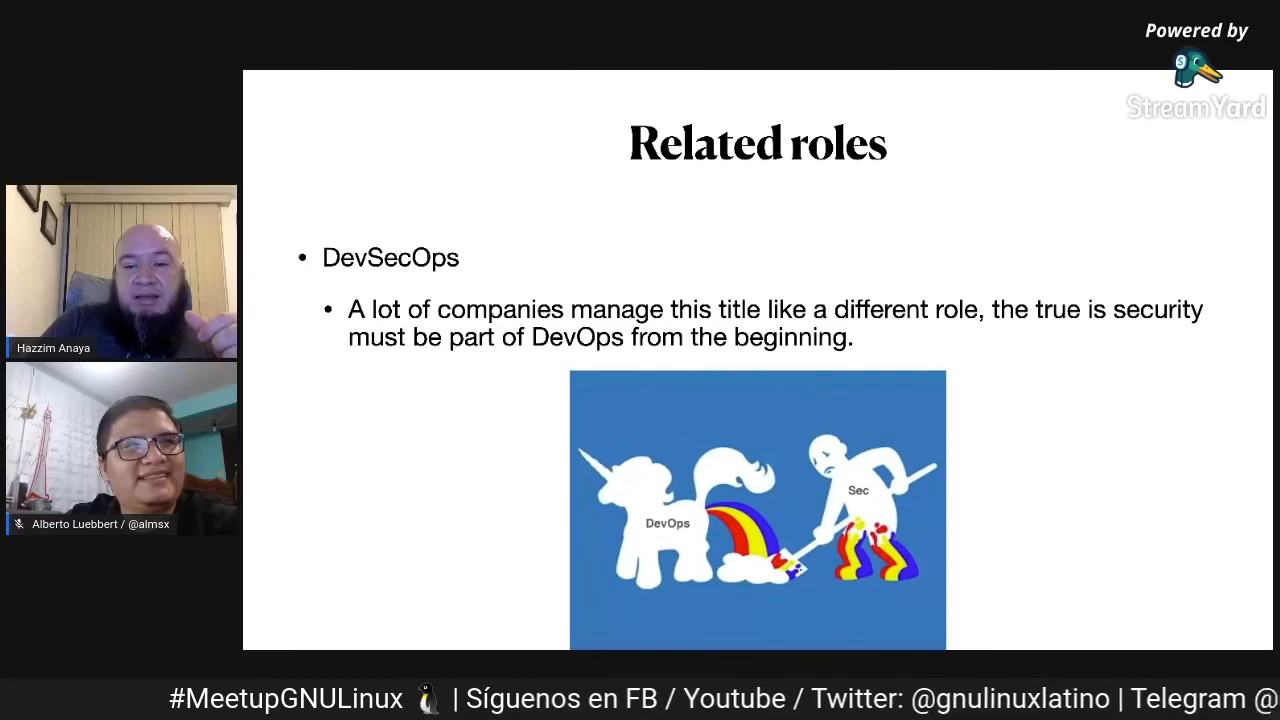 Powered by
StreamYard
Related roles
• DevSecOps
• A lot of companies manage this title like a different role, the true is security
must be part of DevOps from the beginning.
DevOps
Sec
Hazzim Anaya
Alberto Luebbert / @almsx
#MeetupGNULinux 🐧 | Síguenos en FB / Youtube / Twitter: @gnulinuxlatino | Telegram @